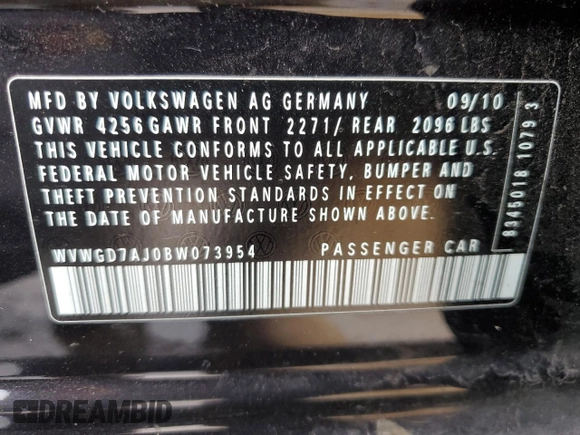 MFD BY VOLKSWAGEN AG GERMANY 09/10
GVWR 4256 GAWR FRONT 2271/ REAR 2096 LBS
THIS VEHICLE CONFORMS TO ALL APPLICABLE U.S.
FEDERAL MOTOR VEHICLE SAFETY, BUMPER AND
THEFT PREVENTION STANDARDS IN EFFECT ON
THE DATE OF MANUFACTURE SHOWN ABOVE.
WVWGD7AJ0BW073954 PASSENGER CAR
8345018 1079 3
DREAMBID